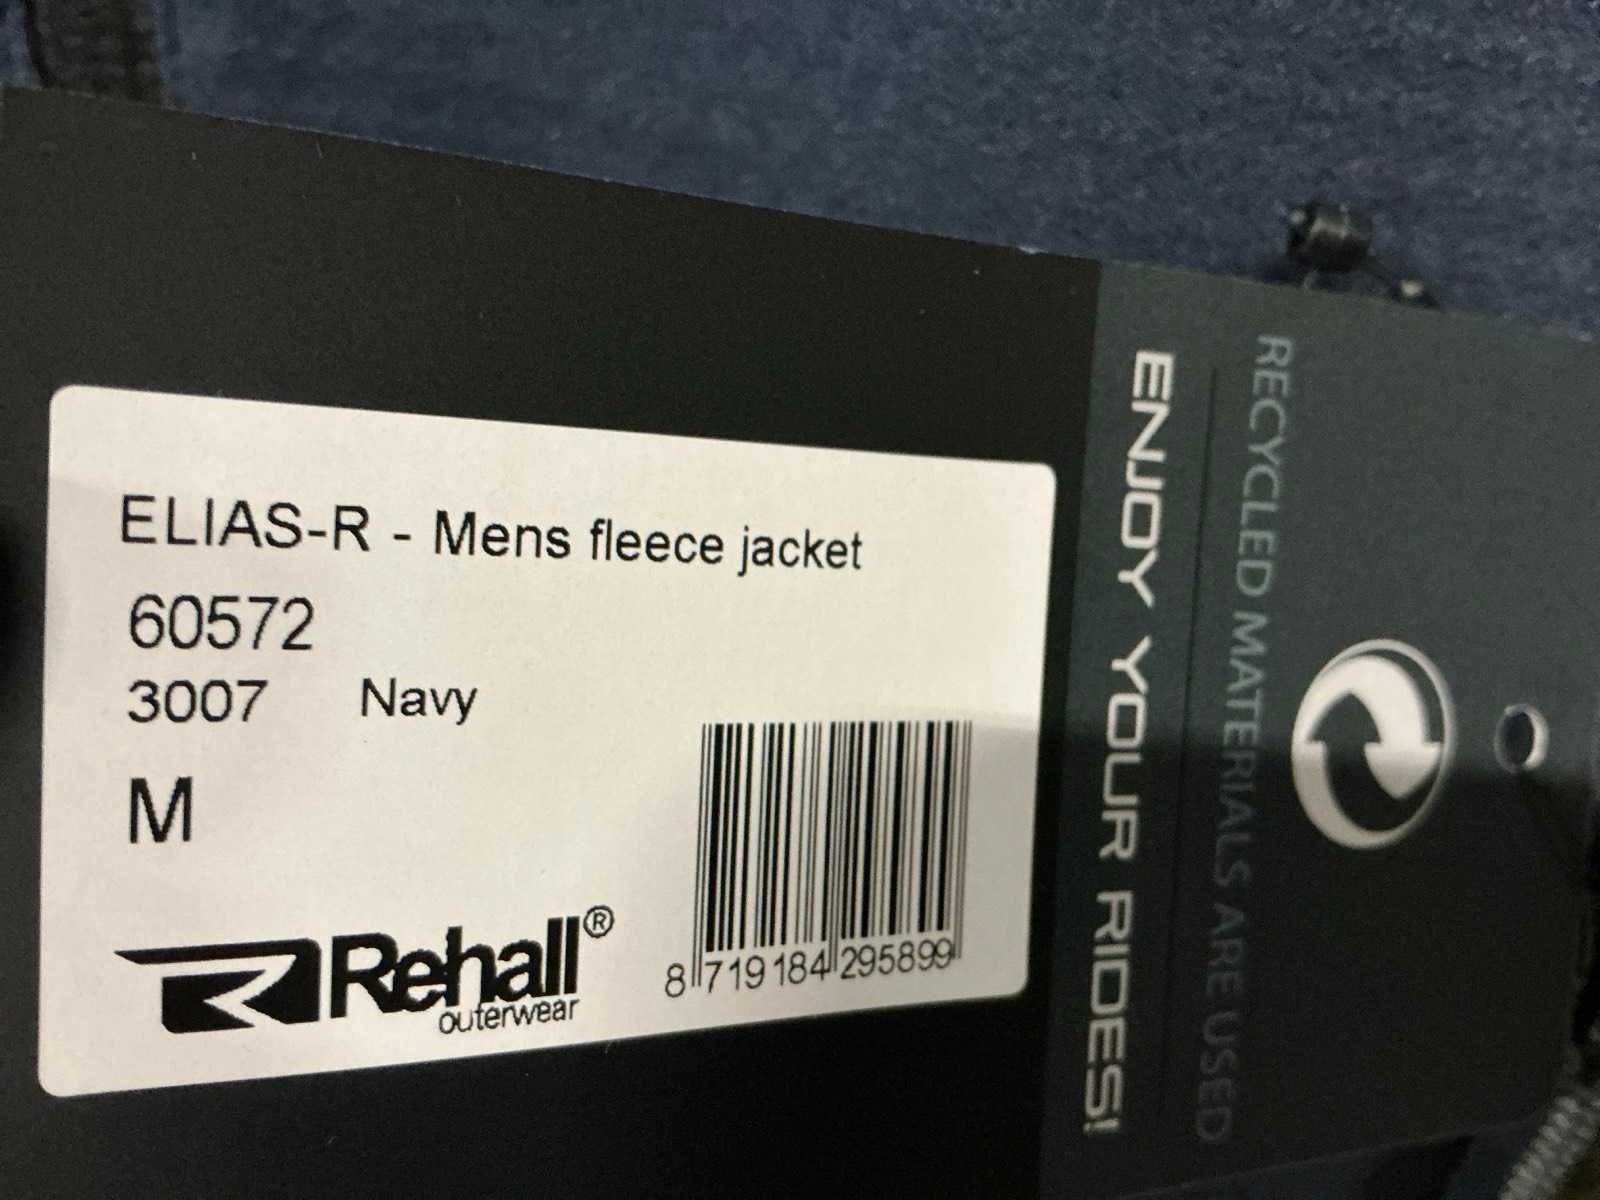 ELIAS-R - Mens fleece jacket
60572
3007 Navy
M
Rehall®
outerwear
8 719184 295899
ENJOY YOUR RIDES!
RECYCLED MATERIALS ARE USED